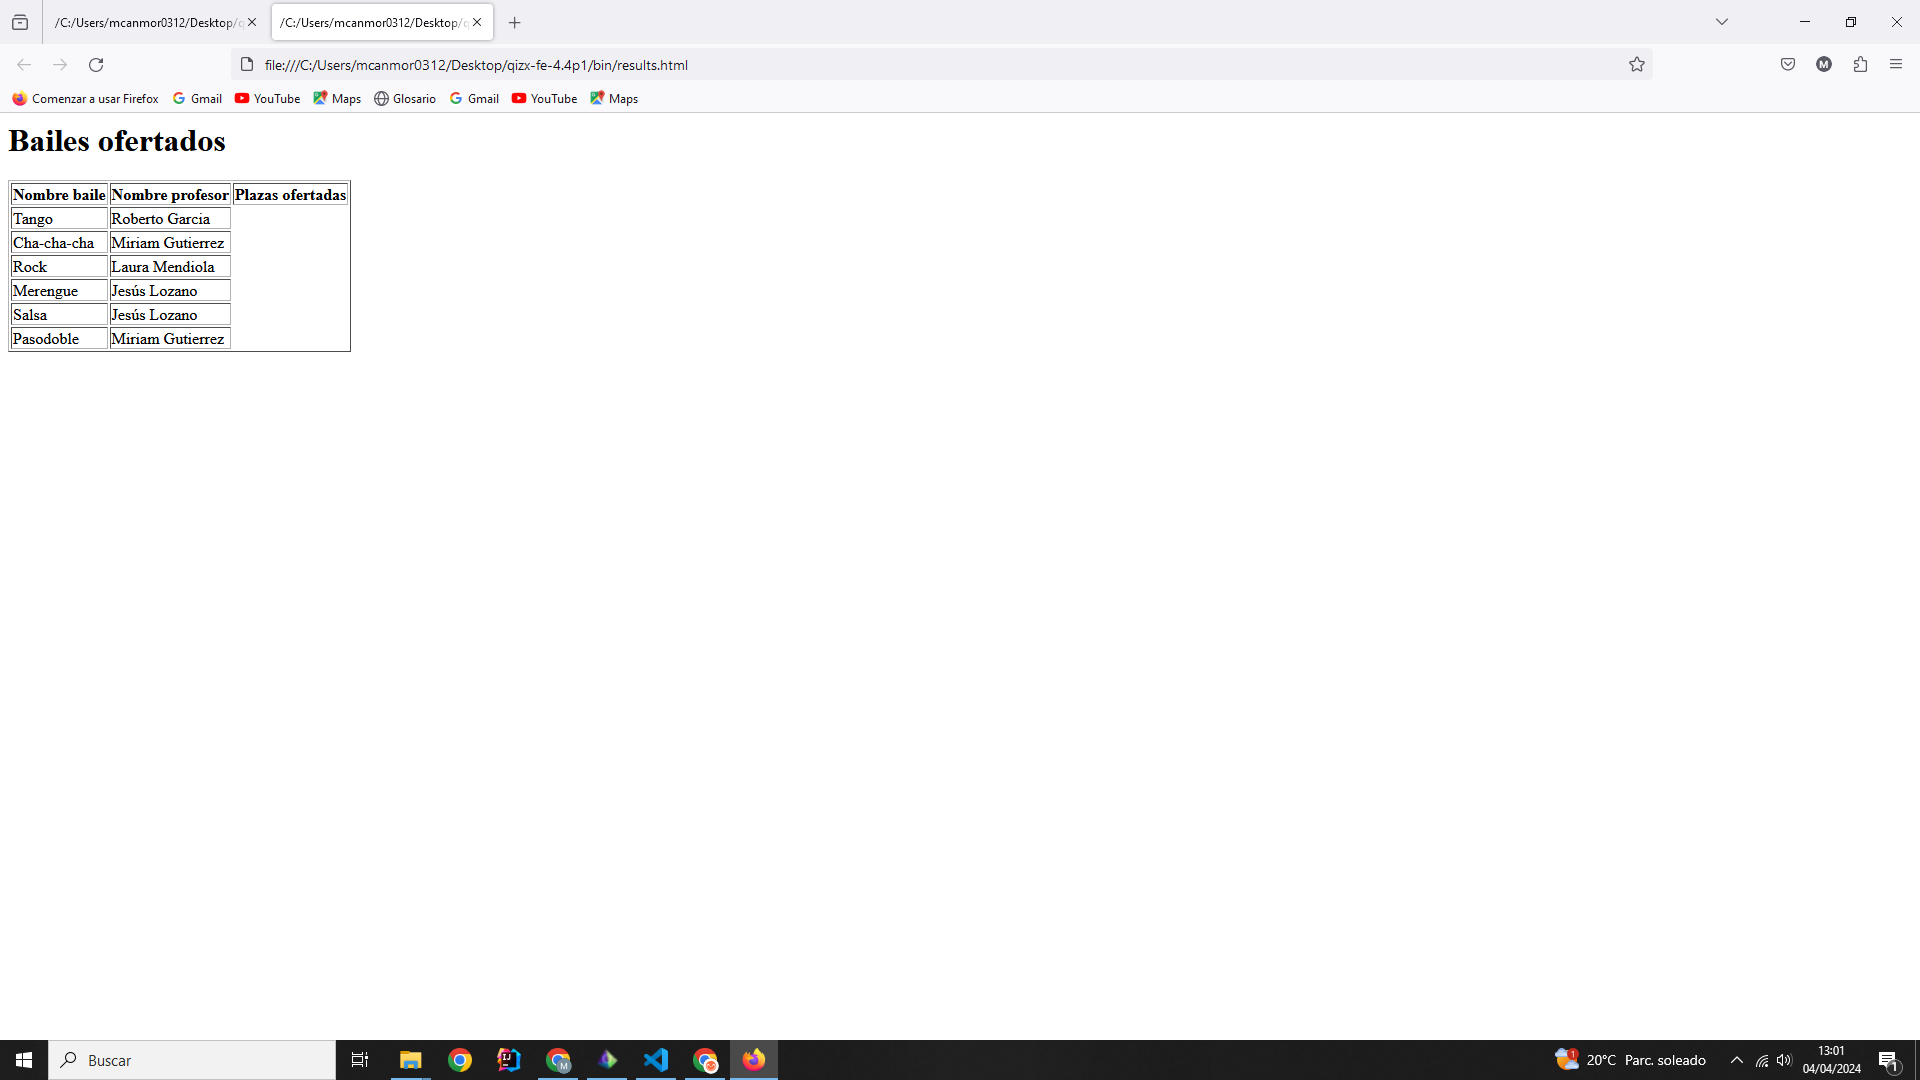 /C:/Users/mcanmor0312/Desktop/q
/C:/Users/mcanmor0312/Desktop/q
file:///C:/Users/mcanmor0312/Desktop/qizx-fe-4.4p1/bin/results.html
M
Comenzar a usar Firefox Gmail YouTube Maps Glosario Gmail YouTube Maps
Bailes ofertados
Nombre baile Nombre profesor Plazas ofertadas
Tango Roberto Garcia
Cha-cha-cha Miriam Gutierrez
Rock Laura Mendiola
Merengue Jesús Lozano
Salsa Jesús Lozano
Pasodoble Miriam Gutierrez
Buscar
IJ
M
1
20°C Parc. soleado
13:01
04/04/2024
1